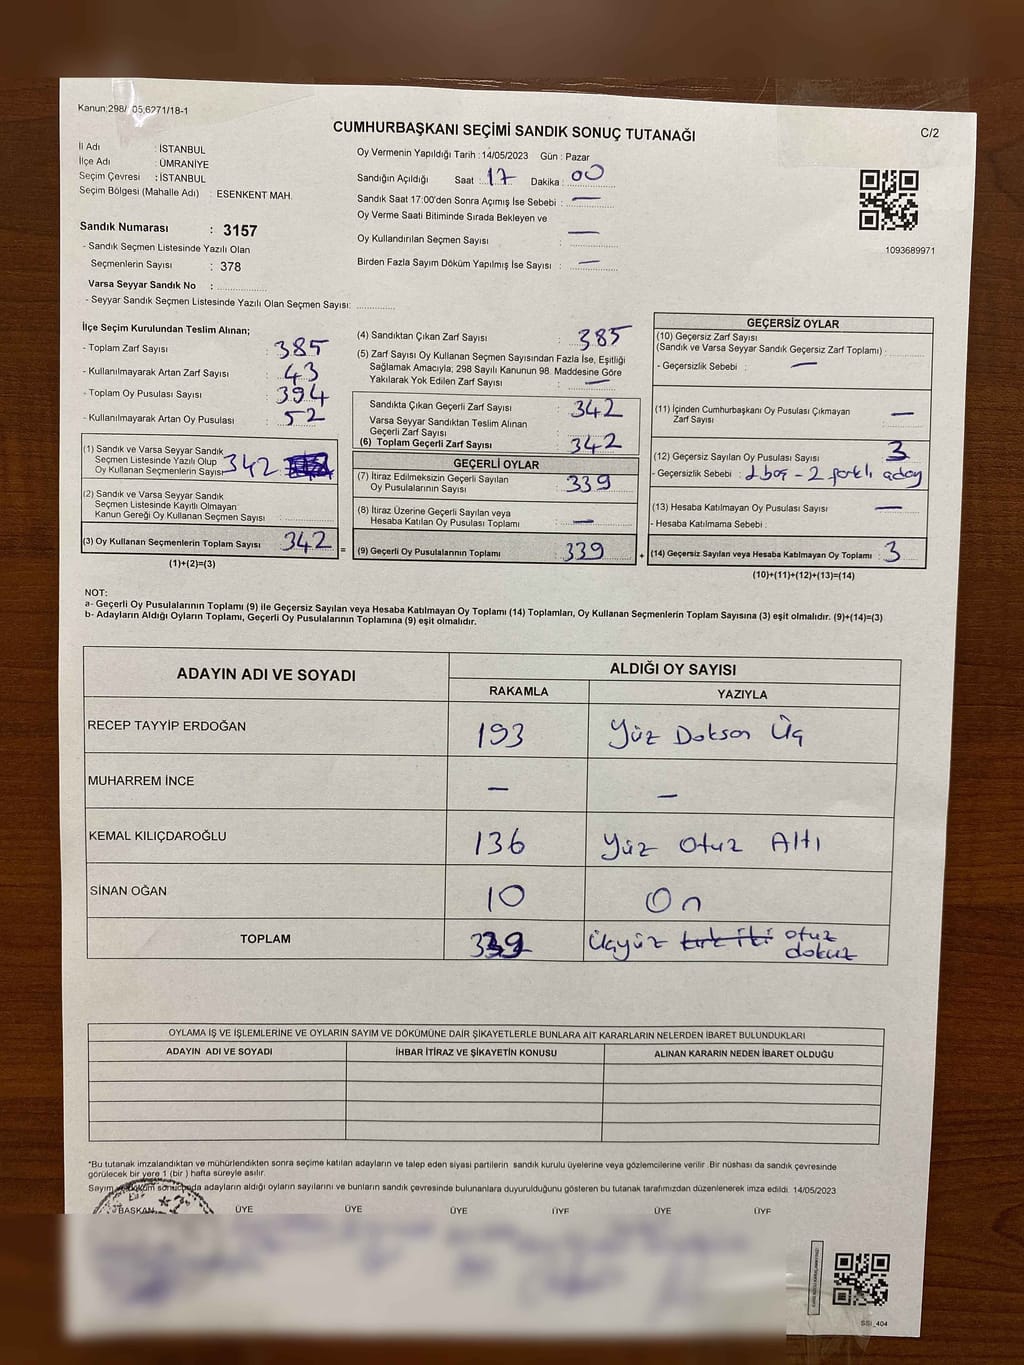 Kanun;298/ 05;6271/18-1
CUMHURBAŞKANI SEÇİMİ SANDIK SONUÇ TUTANAĞI
C/2
İl Adı : İSTANBUL
İlçe Adı : ÜMRANİYE
Seçim Çevresi : İSTANBUL
Seçim Bölgesi (Mahalle Adı) : ESENKENT MAH.
Oy Vermenin Yapıldığı Tarih : 14/05/2023 Gün : Pazar
Sandığın Açıldığı Saat : 17 Dakika : 00
Sandık Saat 17:00'den Sonra Açımış İse Sebebi : —
Oy Verme Saati Bitiminde Sırada Bekleyen ve
Oy Kullandırılan Seçmen Sayısı : —
Birden Fazla Sayım Döküm Yapılmış İse Sayısı : —
1093689971
Sandık Numarası : 3157
- Sandık Seçmen Listesinde Yazılı Olan
Seçmenlerin Sayısı : 378
Varsa Seyyar Sandık No :
- Seyyar Sandık Seçmen Listesinde Yazılı Olan Seçmen Sayısı:
İlçe Seçim Kurulundan Teslim Alınan;
- Toplam Zarf Sayısı : 385
- Kullanılmayarak Artan Zarf Sayısı : 43
- Toplam Oy Pusulası Sayısı : 394
- Kullanılmayarak Artan Oy Pusulası : 52
(1) Sandık ve Varsa Seyyar Sandık
Seçmen Listesinde Yazılı Olup
Oy Kullanan Seçmenlerin Sayısı : 342
(2) Sandık ve Varsa Seyyar Sandık
Seçmen Listesinde Kayıtlı Olmayan
Kanun Gereği Oy Kullanan Seçmen Sayısı :
(3) Oy Kullanan Seçmenlerin Toplam Sayısı : 342 =
(1)+(2)=(3)
(4) Sandıktan Çıkan Zarf Sayısı : 385
(5) Zarf Sayısı Oy Kullanan Seçmen Sayısından Fazla İse, Eşitliği
Sağlamak Amacıyla; 298 Sayılı Kanunun 98. Maddesine Göre
Yakılarak Yok Edilen Zarf Sayısı : —
Sandıkta Çıkan Geçerli Zarf Sayısı : 342
Varsa Seyyar Sandıktan Teslim Alınan
Geçerli Zarf Sayısı :
(6) Toplam Geçerli Zarf Sayısı : 342
GEÇERLİ OYLAR
(7) İtiraz Edilmeksizin Geçerli Sayılan
Oy Pusulalarının Sayısı : 339
(8) İtiraz Üzerine Geçerli Sayılan veya
Hesaba Katılan Oy Pusulası Toplamı : —
(9) Geçerli Oy Pusulalarının Toplamı : 339 +
GEÇERSİZ OYLAR
(10) Geçersiz Zarf Sayısı
(Sandık ve Varsa Seyyar Sandık Geçersiz Zarf Toplamı) :
- Geçersizlik Sebebi : —
(11) İçinden Cumhurbaşkanı Oy Pusulası Çıkmayan
Zarf Sayısı : —
(12) Geçersiz Sayılan Oy Pusulası Sayısı : 3
- Geçersizlik Sebebi : 1 boş - 2 farklı aday
(13) Hesaba Katılmayan Oy Pusulası Sayısı : —
- Hesaba Katılmama Sebebi :
(14) Geçersiz Sayılan veya Hesaba Katılmayan Oy Toplamı : 3
(10)+(11)+(12)+(13)=(14)
NOT:
a- Geçerli Oy Pusulalarının Toplamı (9) ile Geçersiz Sayılan veya Hesaba Katılmayan Oy Toplamı (14) Toplamları, Oy Kullanan Seçmenlerin Toplam Sayısına (3) eşit olmalıdır. (9)+(14)=(3)
b- Adayların Aldığı Oyların Toplamı, Geçerli Oy Pusulalarının Toplamına (9) eşit olmalıdır.
ADAYIN ADI VE SOYADI
ALDIĞI OY SAYISI
RAKAMLA YAZIYLA
RECEP TAYYİP ERDOĞAN 193 Yüz Doksan Üç
MUHARREM İNCE — —
KEMAL KILIÇDAROĞLU 136 Yüz Otuz Altı
SİNAN OĞAN 10 On
TOPLAM 339 Üçyüz kırk iki otuz
dokuz
OYLAMA İŞ VE İŞLEMLERİNE VE OYLARIN SAYIM VE DÖKÜMÜNE DAİR ŞİKAYETLERLE BUNLARA AİT KARARLARIN NELERDEN İBARET BULUNDUKLARI
ADAYIN ADI VE SOYADI İHBAR İTİRAZ VE ŞİKAYETİN KONUSU ALINAN KARARIN NEDEN İBARET OLDUĞU
*Bu tutanak imzalandıktan ve mühürlendikten sonra seçime katılan adayların ve talep eden siyasi partilerin sandık kurulu üyelerine veya gözlemcilerine verilir .Bir nüshası da sandık çevresinde
görülecek bir yere 1 (bir ) hafta süreyle asılır.
Sayım ve döküm sonucunda adayların aldığı oyların sayılarını ve bunların sandık çevresinde bulunanlara duyurulduğunu gösteren bu tutanak tarafımızdan düzenlenerek imza edildi. 14/05/2023
BAŞKAN ÜYE ÜYE ÜYE ÜYE ÜYE ÜYE
SSI_404